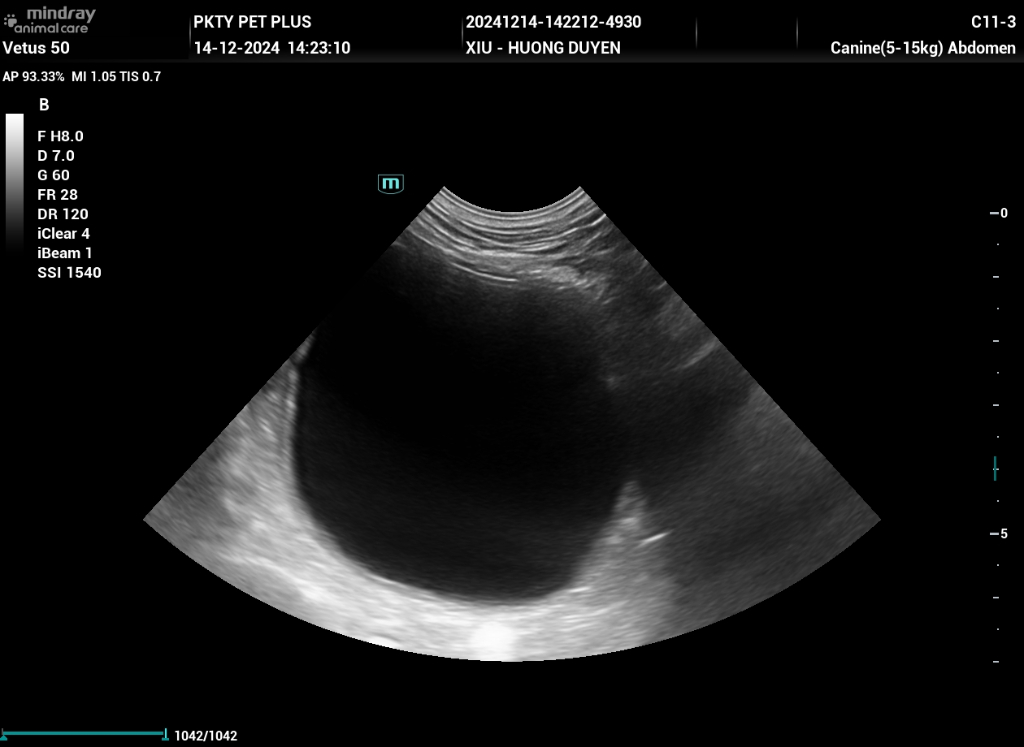 mindray
animalcare
Vetus 50
PKTY PET PLUS
14-12-2024 14:23:10
20241214-142212-4930
XIU - HUONG DUYEN
C11-3
Canine(5-15kg) Abdomen
AP 93.33% MI 1.05 TIS 0.7
B
F H8.0
D 7.0
G 60
FR 28
DR 120
iClear 4
iBeam 1
SSI 1540
m
0
5
1042/1042